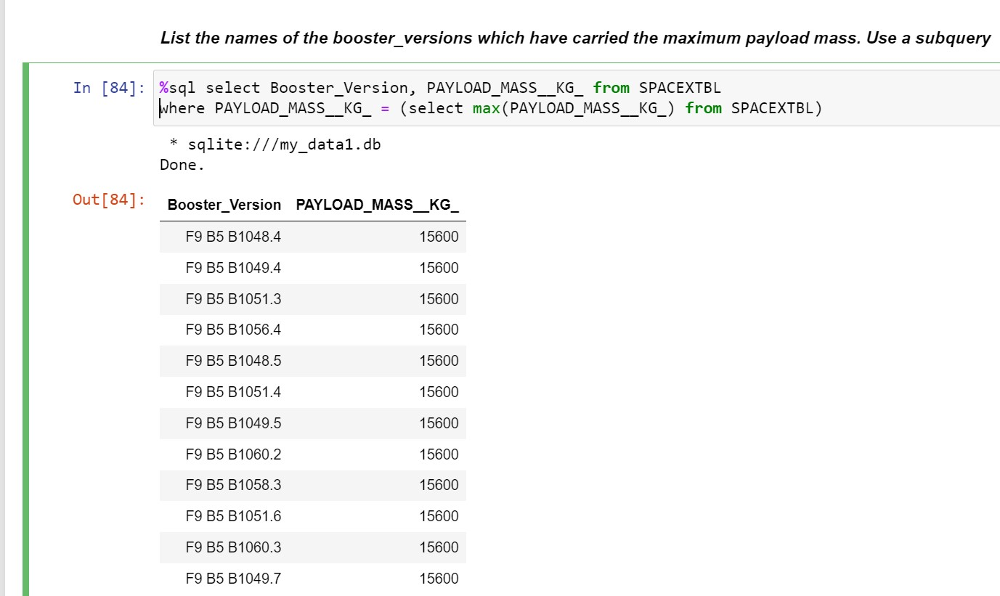 List the names of the booster_versions which have carried the maximum payload mass. Use a subquery
In [84]: %sql select Booster_Version, PAYLOAD_MASS__KG_ from SPACEXTBL
where PAYLOAD_MASS__KG_ = (select max(PAYLOAD_MASS__KG_) from SPACEXTBL)
* sqlite:///my_data1.db
Done.
Out[84]: Booster_Version PAYLOAD_MASS__KG_
F9 B5 B1048.4 15600
F9 B5 B1049.4 15600
F9 B5 B1051.3 15600
F9 B5 B1056.4 15600
F9 B5 B1048.5 15600
F9 B5 B1051.4 15600
F9 B5 B1049.5 15600
F9 B5 B1060.2 15600
F9 B5 B1058.3 15600
F9 B5 B1051.6 15600
F9 B5 B1060.3 15600
F9 B5 B1049.7 15600